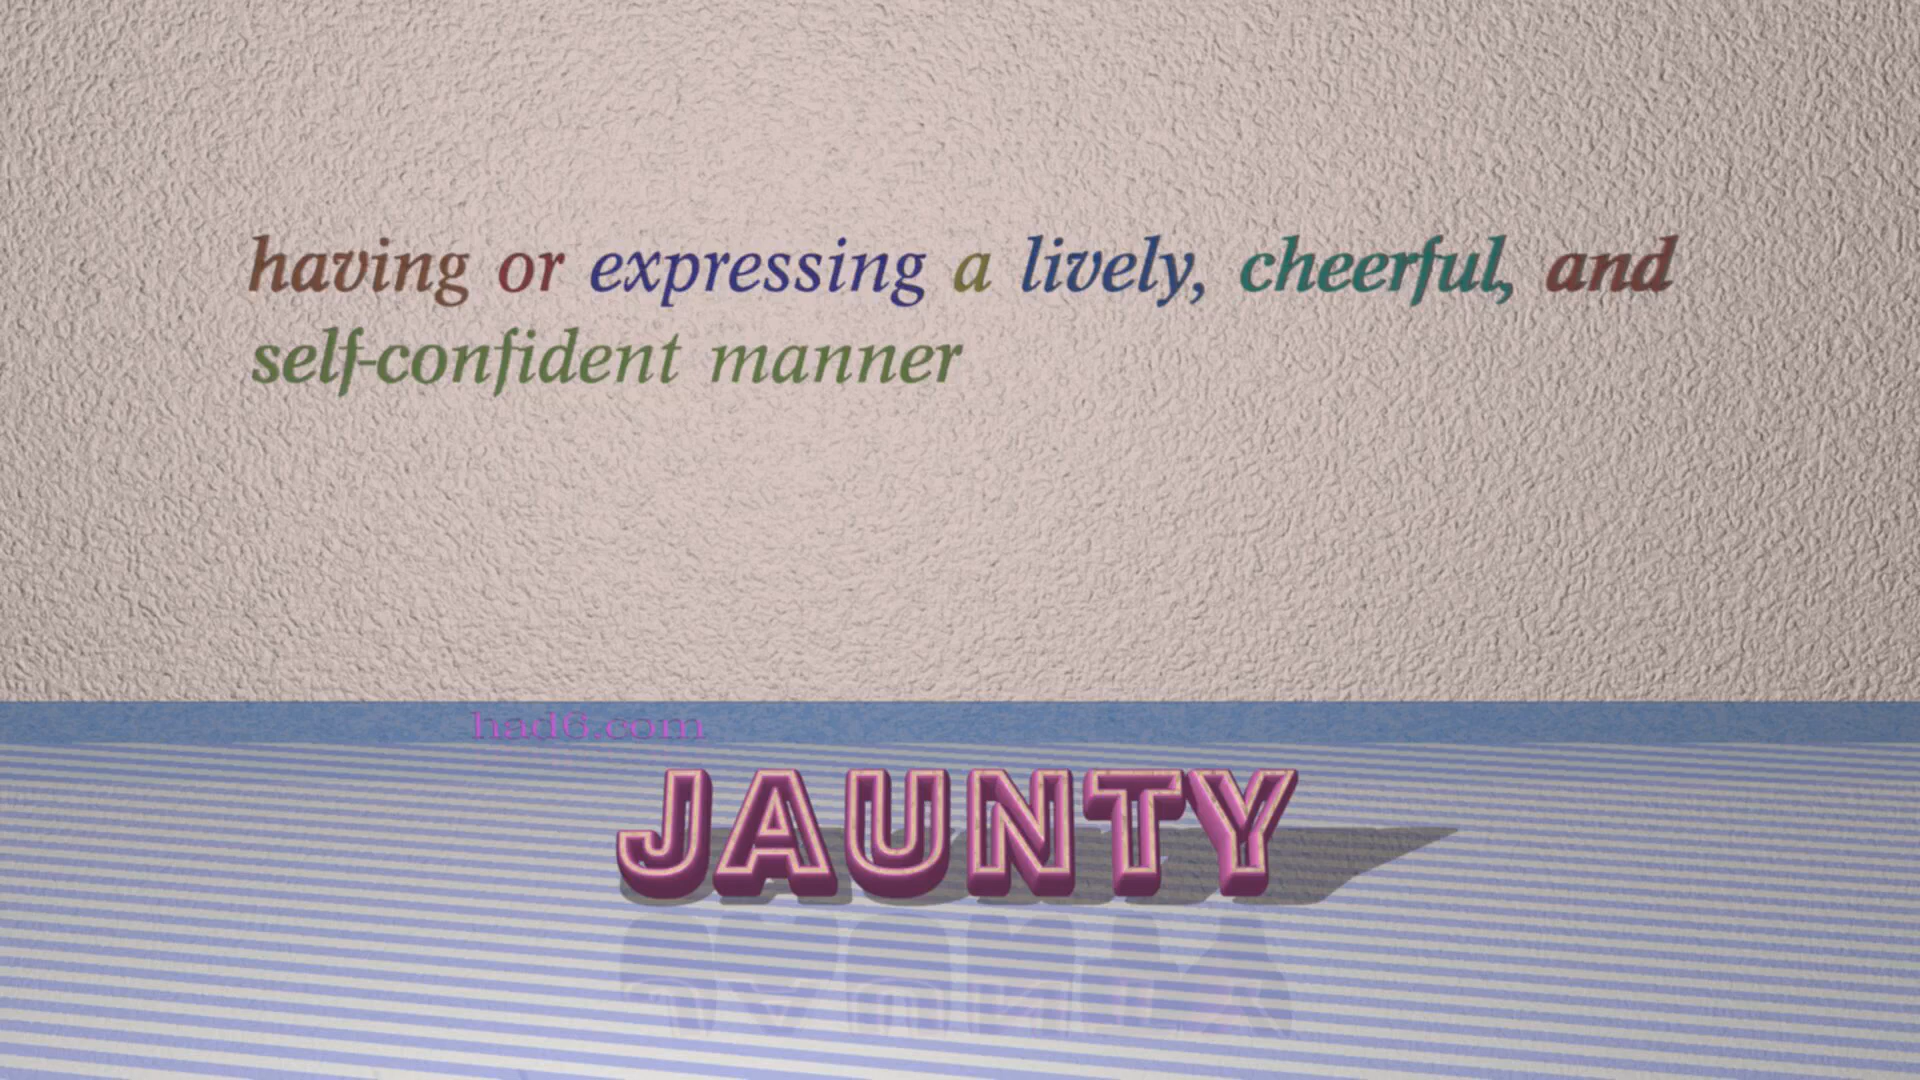 having or expressing a lively, cheerful, and
self-confident manner
had6.com
JAUNTY